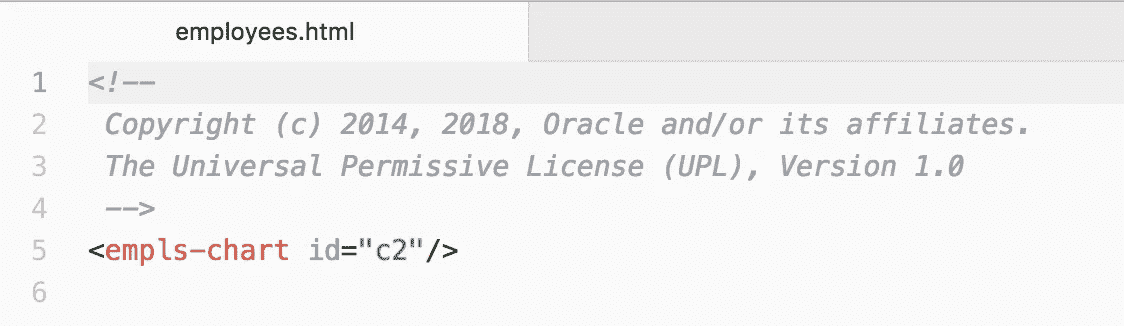 employees.html
1 <!--
2 Copyright (c) 2014, 2018, Oracle and/or its affiliates.
3 The Universal Permissive License (UPL), Version 1.0
4 -->
5 <empls-chart id="c2"/>
6